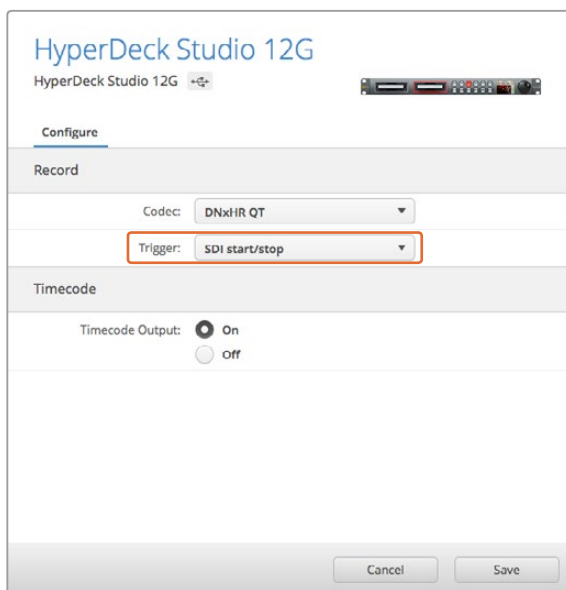 HyperDeck Studio 12G
HyperDeck Studio 12G
Configure
Record
Codec: DNxHR QT
Trigger: SDI start/stop
Timecode
Timecode Output: On
Off
Cancel Save